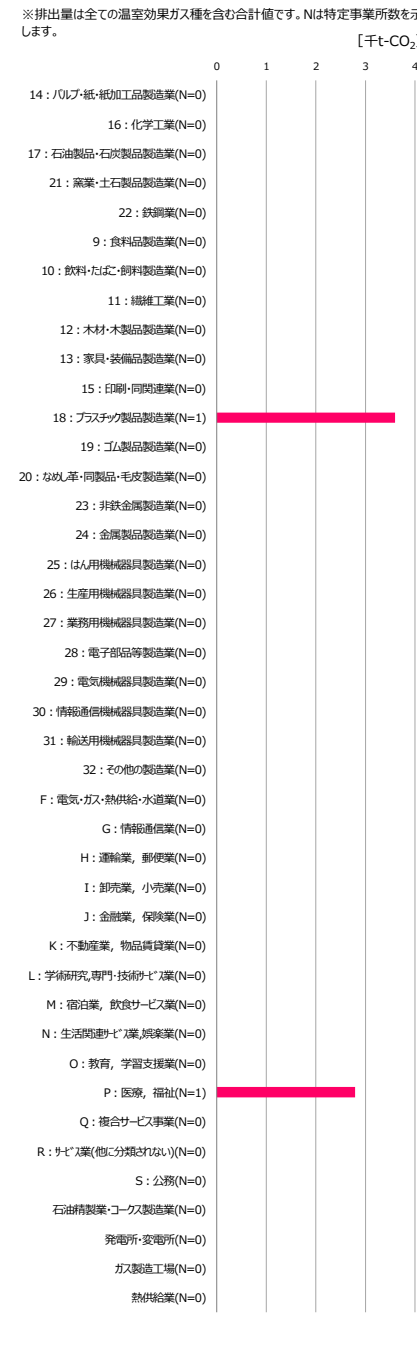 ※排出量は全ての温室効果ガス種を含む合計値です。Nは特定事業所数を示
します。
[千t-CO2]
0 1 2 3 4
14：パルプ・紙・紙加工品製造業(N=0)
16：化学工業(N=0)
17：石油製品・石炭製品製造業(N=0)
21：窯業・土石製品製造業(N=0)
22：鉄鋼業(N=0)
9：食料品製造業(N=0)
10：飲料・たばこ・飼料製造業(N=0)
11：繊維工業(N=0)
12：木材・木製品製造業(N=0)
13：家具・装備品製造業(N=0)
15：印刷・同関連業(N=0)
18：プラスチック製品製造業(N=1)
19：ゴム製品製造業(N=0)
20：なめし革・同製品・毛皮製造業(N=0)
23：非鉄金属製造業(N=0)
24：金属製品製造業(N=0)
25：はん用機械器具製造業(N=0)
26：生産用機械器具製造業(N=0)
27：業務用機械器具製造業(N=0)
28：電子部品等製造業(N=0)
29：電気機械器具製造業(N=0)
30：情報通信機械器具製造業(N=0)
31：輸送用機械器具製造業(N=0)
32：その他の製造業(N=0)
F：電気・ガス・熱供給・水道業(N=0)
G：情報通信業(N=0)
H：運輸業，郵便業(N=0)
I：卸売業，小売業(N=0)
J：金融業，保険業(N=0)
K：不動産業，物品賃貸業(N=0)
L：学術研究,専門・技術ｻｰﾋﾞｽ業(N=0)
M：宿泊業，飲食サービス業(N=0)
N：生活関連ｻｰﾋﾞｽ業,娯楽業(N=0)
O：教育，学習支援業(N=0)
P：医療，福祉(N=1)
Q：複合サービス事業(N=0)
R：ｻｰﾋﾞｽ業(他に分類されない)(N=0)
S：公務(N=0)
石油精製業・コークス製造業(N=0)
発電所・変電所(N=0)
ガス製造工場(N=0)
熱供給業(N=0)